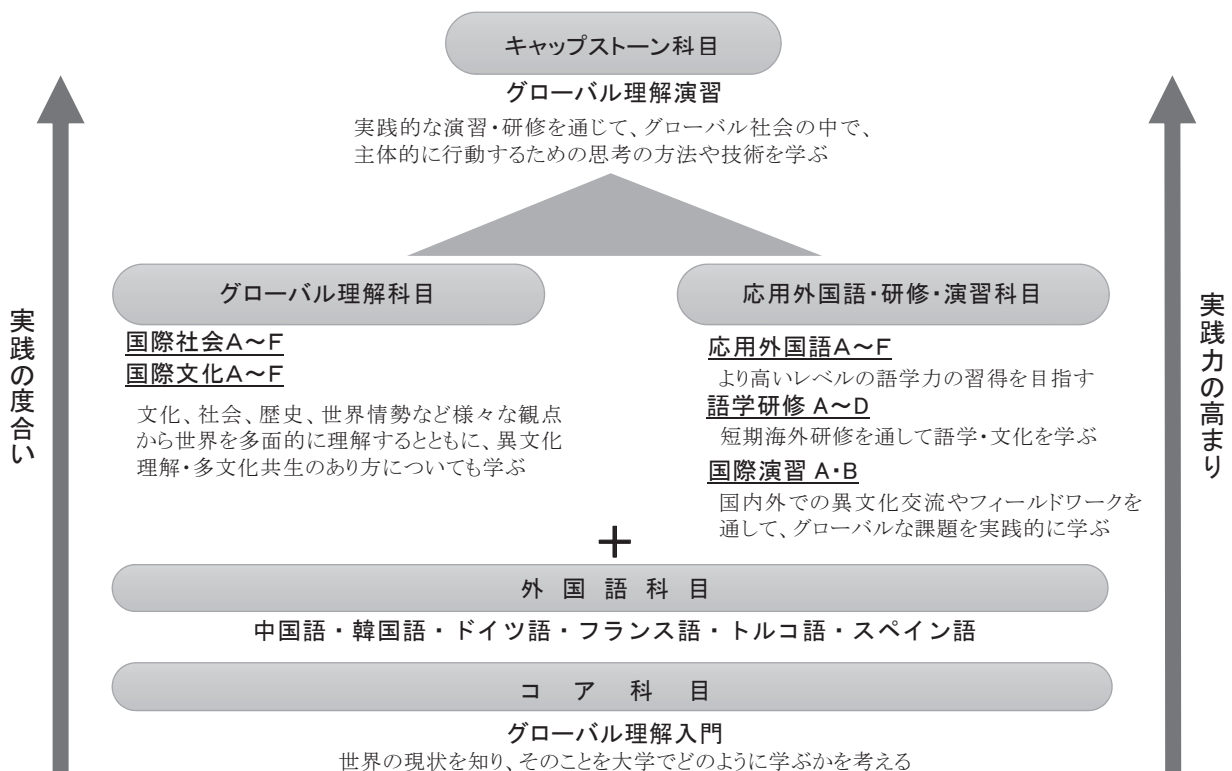 キャップストーン科目
グローバル理解演習
実践的な演習・研修を通じて、グローバル社会の中で、
主体的に行動するための思考の方法や技術を学ぶ
実践の度合い
グローバル理解科目
国際社会A～F
国際文化A～F
文化、社会、歴史、世界情勢など様々な観点
から世界を多面的に理解するとともに、異文化
理解・多文化共生のあり方についても学ぶ
応用外国語・研修・演習科目
応用外国語A～F
より高いレベルの語学力の習得を目指す
語学研修 A～D
短期海外研修を通して語学・文化を学ぶ
国際演習 A・B
国内外での異文化交流やフィールドワークを
通して、グローバルな課題を実践的に学ぶ
実践力の高まり
＋
外国語科目
中国語・韓国語・ドイツ語・フランス語・トルコ語・スペイン語
コア科目
グローバル理解入門
世界の現状を知り、そのことを大学でどのように学ぶかを考える